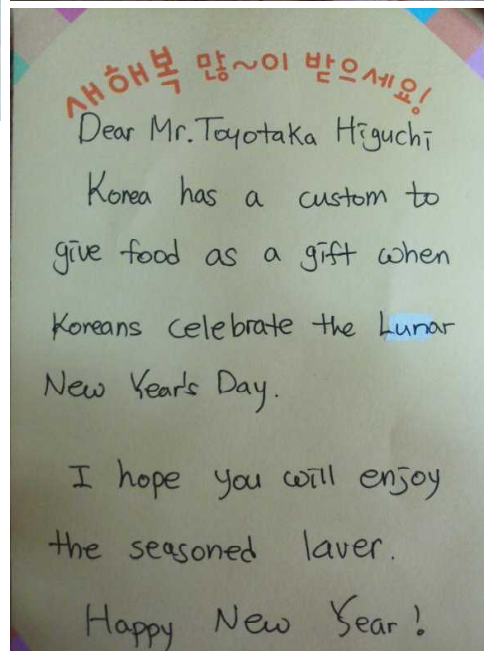 새해복 많~이 받으세요!
Dear Mr. Toyotaka Higuchi
Korea has a custom to
give food as a gift when
Koreans celebrate the Lunar
New Year's Day.
I hope you will enjoy
the seasoned laver.
Happy New Year!